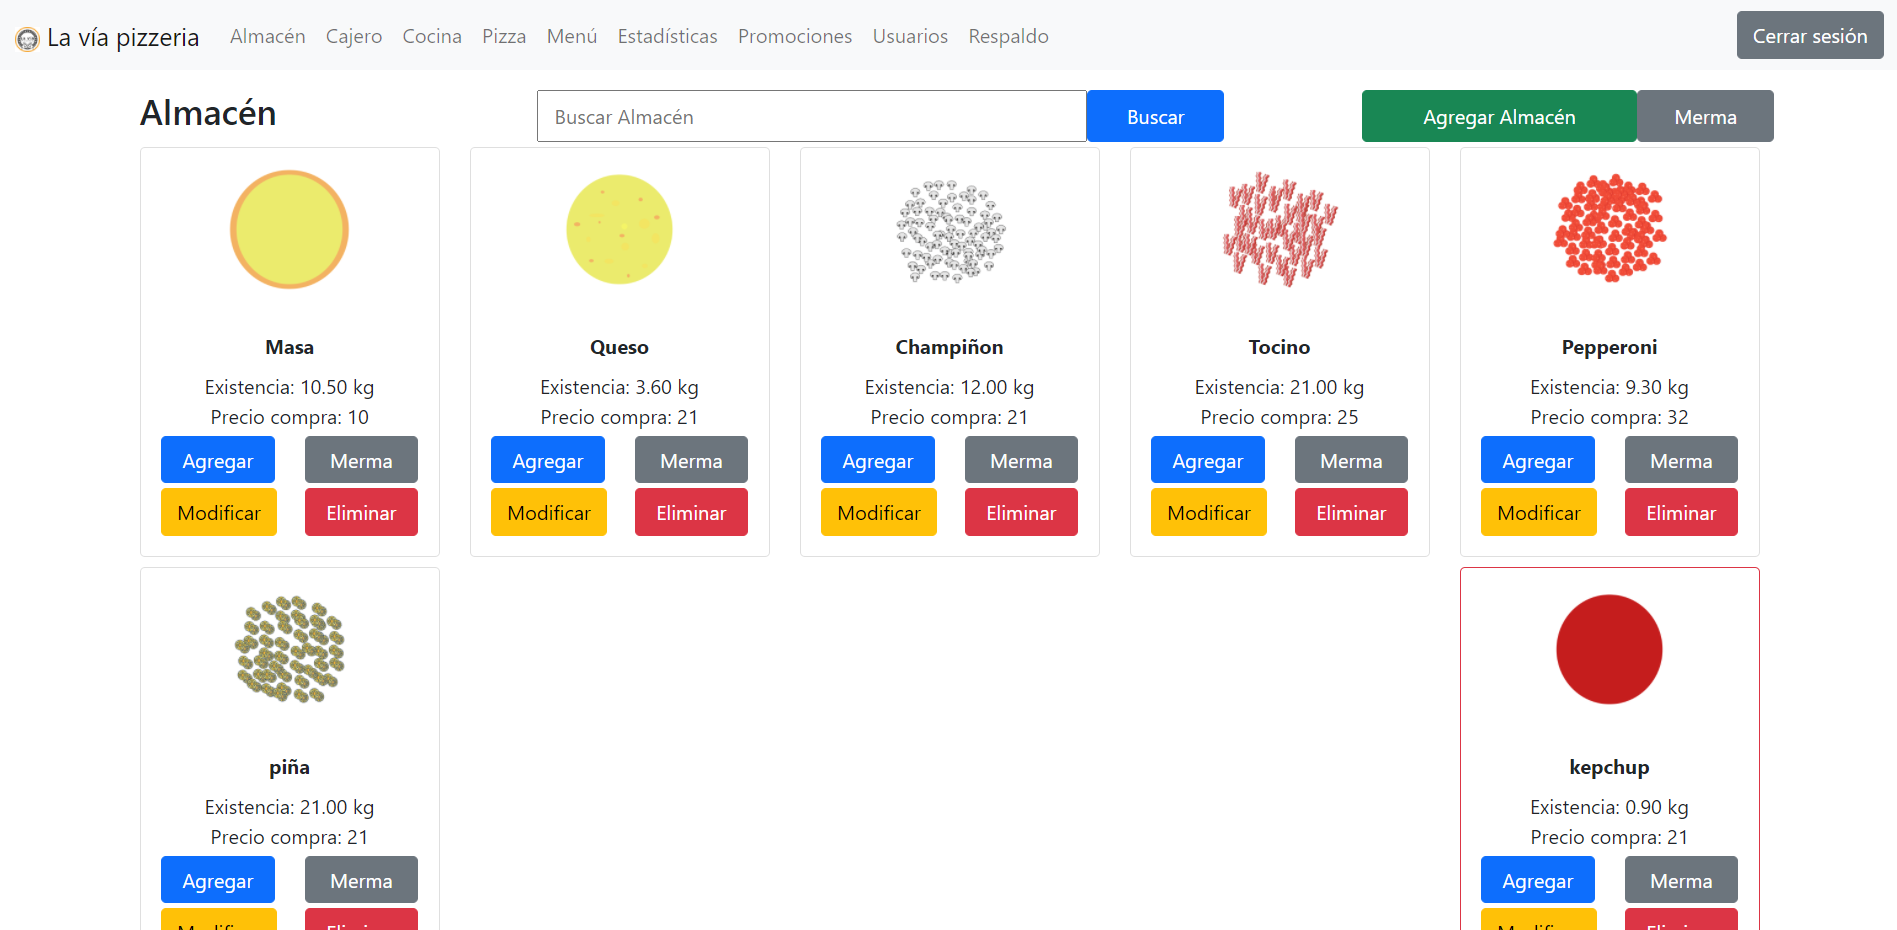 La vía pizzeria Almacén Cajero Cocina Pizza Menú Estadísticas Promociones Usuarios Respaldo Cerrar sesión
Almacén Buscar Almacén Buscar Agregar Almacén Merma
Masa
Existencia: 10.50 kg
Precio compra: 10
Agregar Merma
Modificar Eliminar
Queso
Existencia: 3.60 kg
Precio compra: 21
Agregar Merma
Modificar Eliminar
Champiñon
Existencia: 12.00 kg
Precio compra: 21
Agregar Merma
Modificar Eliminar
Tocino
Existencia: 21.00 kg
Precio compra: 25
Agregar Merma
Modificar Eliminar
Pepperoni
Existencia: 9.30 kg
Precio compra: 32
Agregar Merma
Modificar Eliminar
piña
Existencia: 21.00 kg
Precio compra: 21
Agregar Merma
Modificar Eliminar
kepchup
Existencia: 0.90 kg
Precio compra: 21
Agregar Merma
Modificar Eliminar